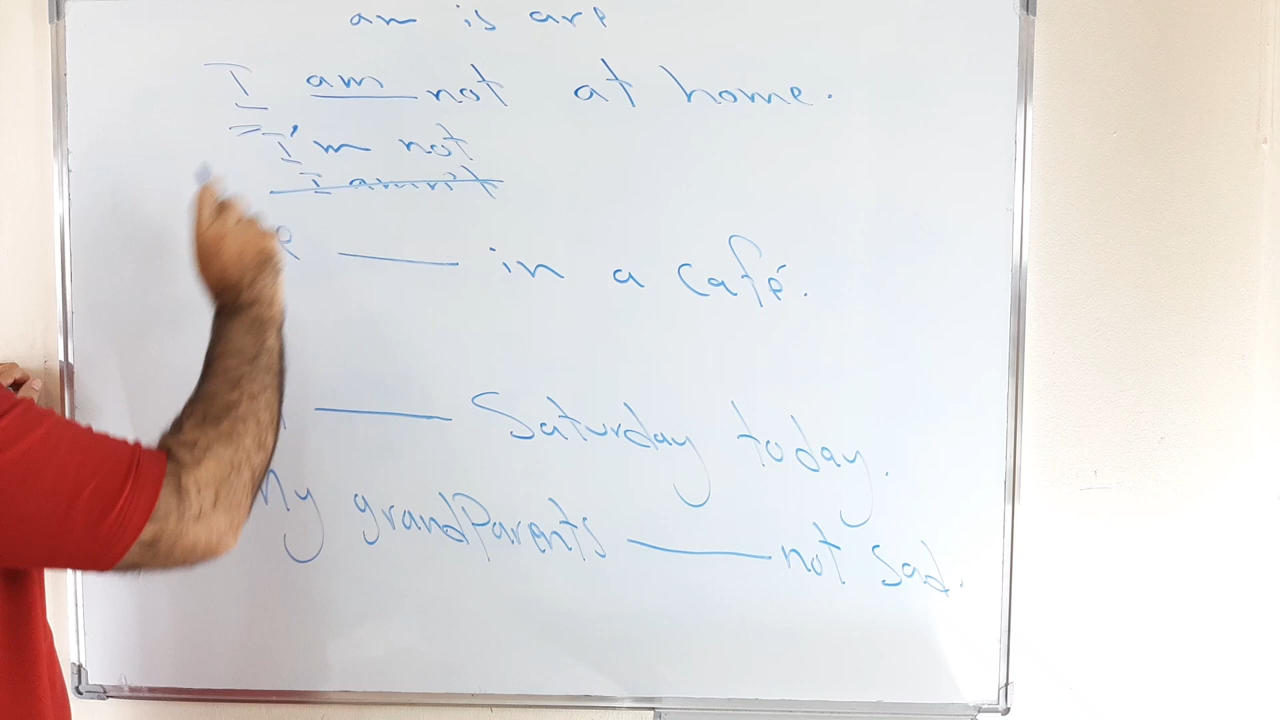 am is are
I am not at home.
I'm not
I amn't
in a café.
Saturday today.
My grandparents not sad.